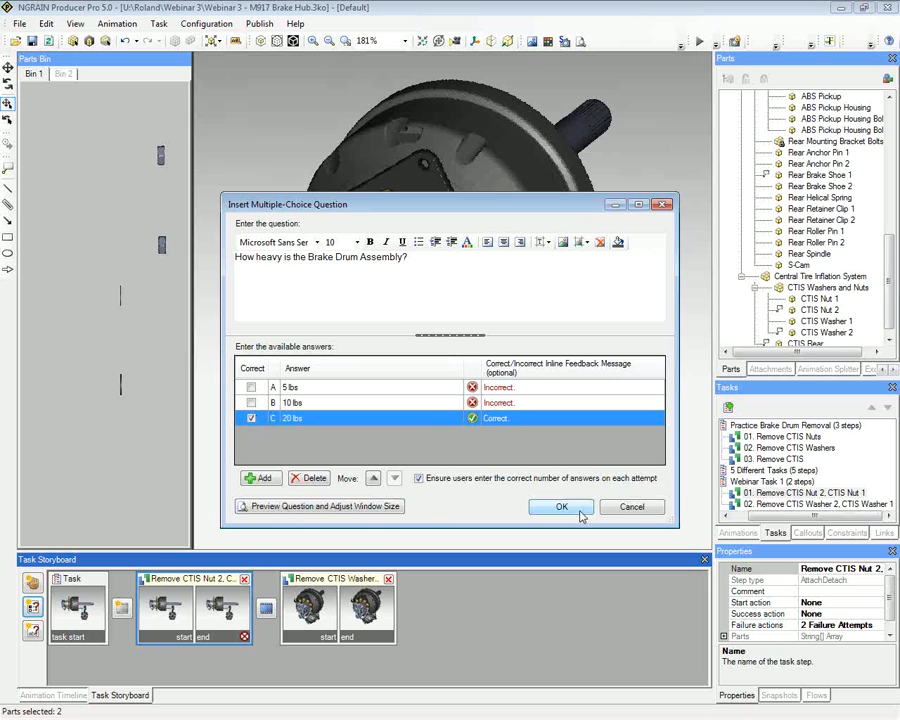 NGRAIN Producer Pro 5.0 - [U:\Roland\Webinar 3\Webinar 3 - M917 Brake Hub.3ko] - [Default]
File Edit View Animation Task Configuration Publish Help
181%
Parts Bin
Bin 1 Bin 2
Parts
ABS Pickup
ABS Pickup Housing
ABS Pickup Housing Bol
ABS Pickup Housing Bol
Rear Mounting Bracket Bolts
Rear Anchor Pin 1
Rear Anchor Pin 2
Rear Brake Shoe 1
Rear Brake Shoe 2
Rear Helical Spring
Rear Retainer Clip 1
Rear Retainer Clip 2
Rear Roller Pin 1
Rear Roller Pin 2
Rear Spindle
S-Cam
Central Tire Inflation System
CTIS Washers and Nuts
CTIS Nut 1
CTIS Nut 2
CTIS Washer 1
CTIS Washer 2
CTIS Rear
Parts Attachments Animation Splitter Exc
Insert Multiple-Choice Question
Enter the question:
Microsoft Sans Ser 10 B I U
How heavy is the Brake Drum Assembly?
Enter the available answers:
Correct Answer Correct/Incorrect Inline Feedback Message
(optional)
A 5 lbs Incorrect.
B 10 lbs Incorrect.
C 20 lbs Correct.
Add Delete Move: Ensure users enter the correct number of answers on each attempt
Preview Question and Adjust Window Size OK Cancel
Tasks
Practice Brake Drum Removal (3 steps)
01. Remove CTIS Nuts
02. Remove CTIS Washers
03. Remove CTIS
5 Different Tasks (5 steps)
Webinar Task 1 (2 steps)
01. Remove CTIS Nut 2, CTIS Nut 1
02. Remove CTIS Washer 2, CTIS Washer 1
Animations Tasks Callouts Constraints Links
Properties
Name Remove CTIS Nut 2,
Step type AttachDetach
Comment
Start action None
Success action None
Failure actions 2 Failure Attempts
Parts String[] Array
Name
The name of the task step.
Properties Snapshots Flows
Task Storyboard
Task Remove CTIS Nut 2, C... Remove CTIS Washer...
task start start end start end
Animation Timeline Task Storyboard
Parts selected: 2